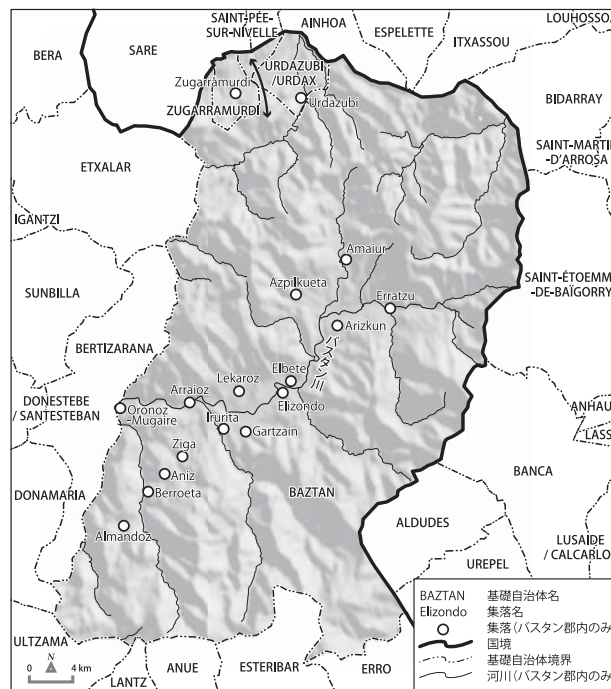 SAINT-PÉE
-SUR-NIVELLE
AINHOA
ESPELETTE
LOUHOSSOA
ITXASSOU
BERA
SARE
URDAZUBI
/URDAX
Zugarramurdi
ZUGARRAMURDI
Urdazubi
BIDARRAY
SAINT-MARTIN
-D'ARROSA
ETXALAR
IGANTZI
SUNBILLA
Amaiur
Azpilkueta
Erratzu
Arizkun
SAINT-ÉTOEMME
-DE-BAÏGORRY
バスタン川
BERTIZARANA
Elbete
Lekaroz
Elizondo
Arraioz
DONESTEBE
/ SANTESTEBAN
Oronoz
-Mugaire
Irurita
Gartzain
Ziga
Aniz
Berroeta
ANHAU
LASS
BANCA
DONAMARIA
BAZTAN
Almandoz
ALDUDES
LUSAIDE
/ CALCARLO
UREPEL
ULTZAMA
LANTZ
ANUE
ESTERIBAR
ERRO
N
0 4 km
BAZTAN 基礎自治体名
Elizondo 集落名
集落(バスタン郡内のみ
国境
基礎自治体境界
河川(バスタン郡内のみ